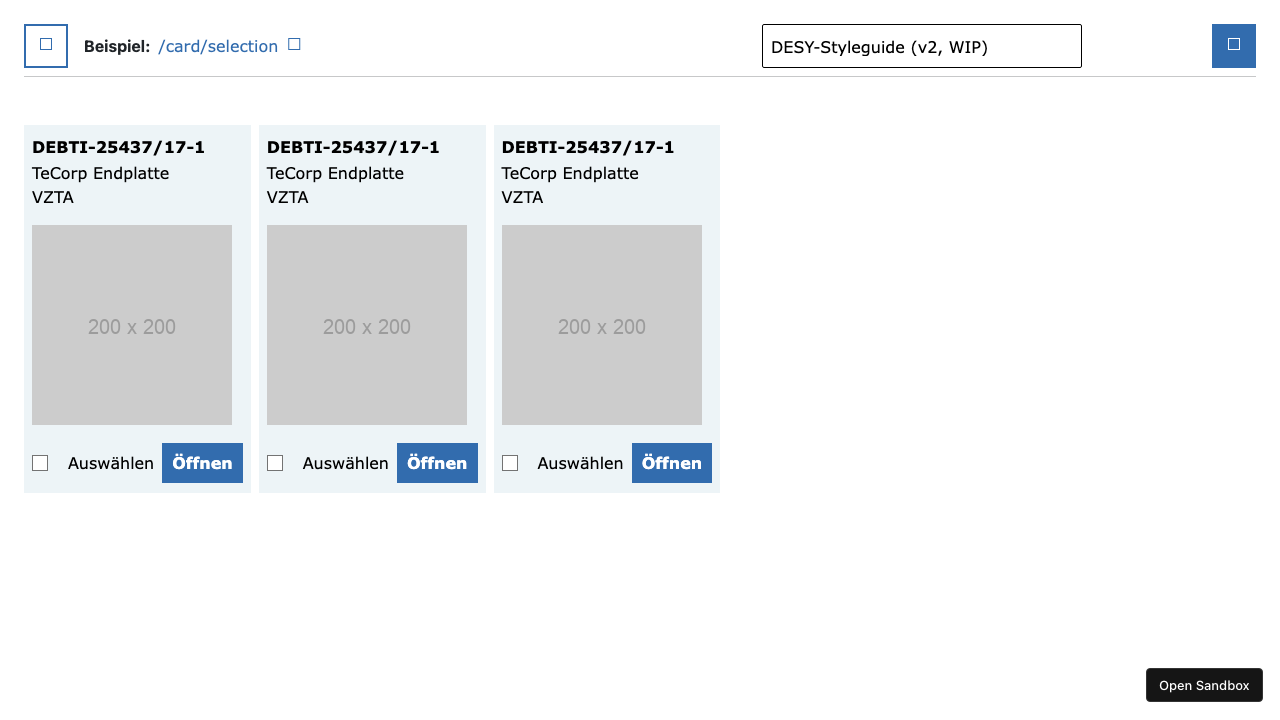 Beispiel: /card/selection
DESY-Styleguide (v2, WIP)
DEBTI-25437/17-1
TeCorp Endplatte
VZTA
200 x 200
Auswählen
Öffnen
DEBTI-25437/17-1
TeCorp Endplatte
VZTA
200 x 200
Auswählen
Öffnen
DEBTI-25437/17-1
TeCorp Endplatte
VZTA
200 x 200
Auswählen
Öffnen
Open Sandbox